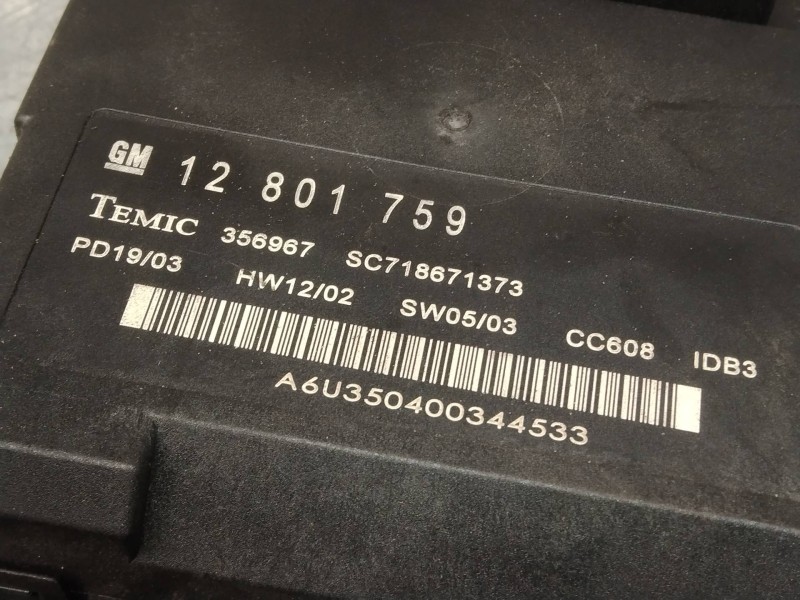 GM 12 801 759
TEMIC 356967 SC718671373
PD19/03 HW12/02 SW05/03 CC608 IDB3
A6U350400344533